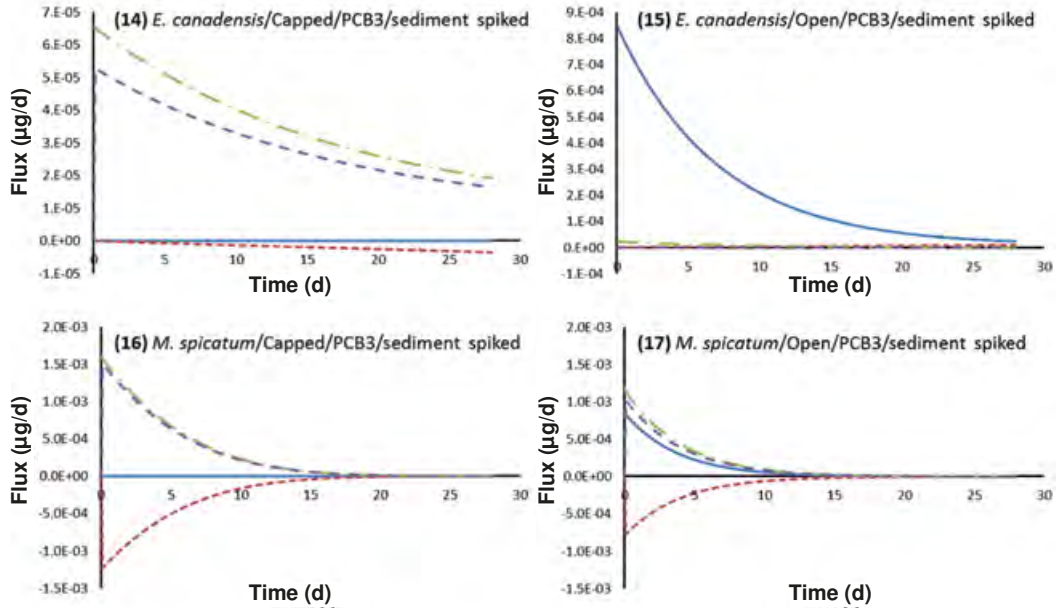 (14) E. canadensis/Capped/PCB3/sediment spiked
7.E-05
6.E-05
5.E-05
4.E-05
3.E-05
2.E-05
1.E-05
0.E+00
-1.E-05
Flux (µg/d)
0 5 10 15 20 25 30
Time (d)
(15) E. canadensis/Open/PCB3/sediment spiked
9.E-04
8.E-04
7.E-04
6.E-04
5.E-04
4.E-04
3.E-04
2.E-04
1.E-04
0.E+00
-1.E-04
Flux (µg/d)
0 5 10 15 20 25 30
Time (d)
(16) M. spicatum/Capped/PCB3/sediment spiked
2.0E-03
1.5E-03
1.0E-03
5.0E-04
0.0E+00
-5.0E-04
-1.0E-03
-1.5E-03
Flux (µg/d)
0 5 10 15 20 25 30
Time (d)
(17) M. spicatum/Open/PCB3/sediment spiked
2.0E-03
1.5E-03
1.0E-03
5.0E-04
0.0E+00
-5.0E-04
-1.0E-03
-1.5E-03
Flux (µg/d)
0 5 10 15 20 25 30
Time (d)